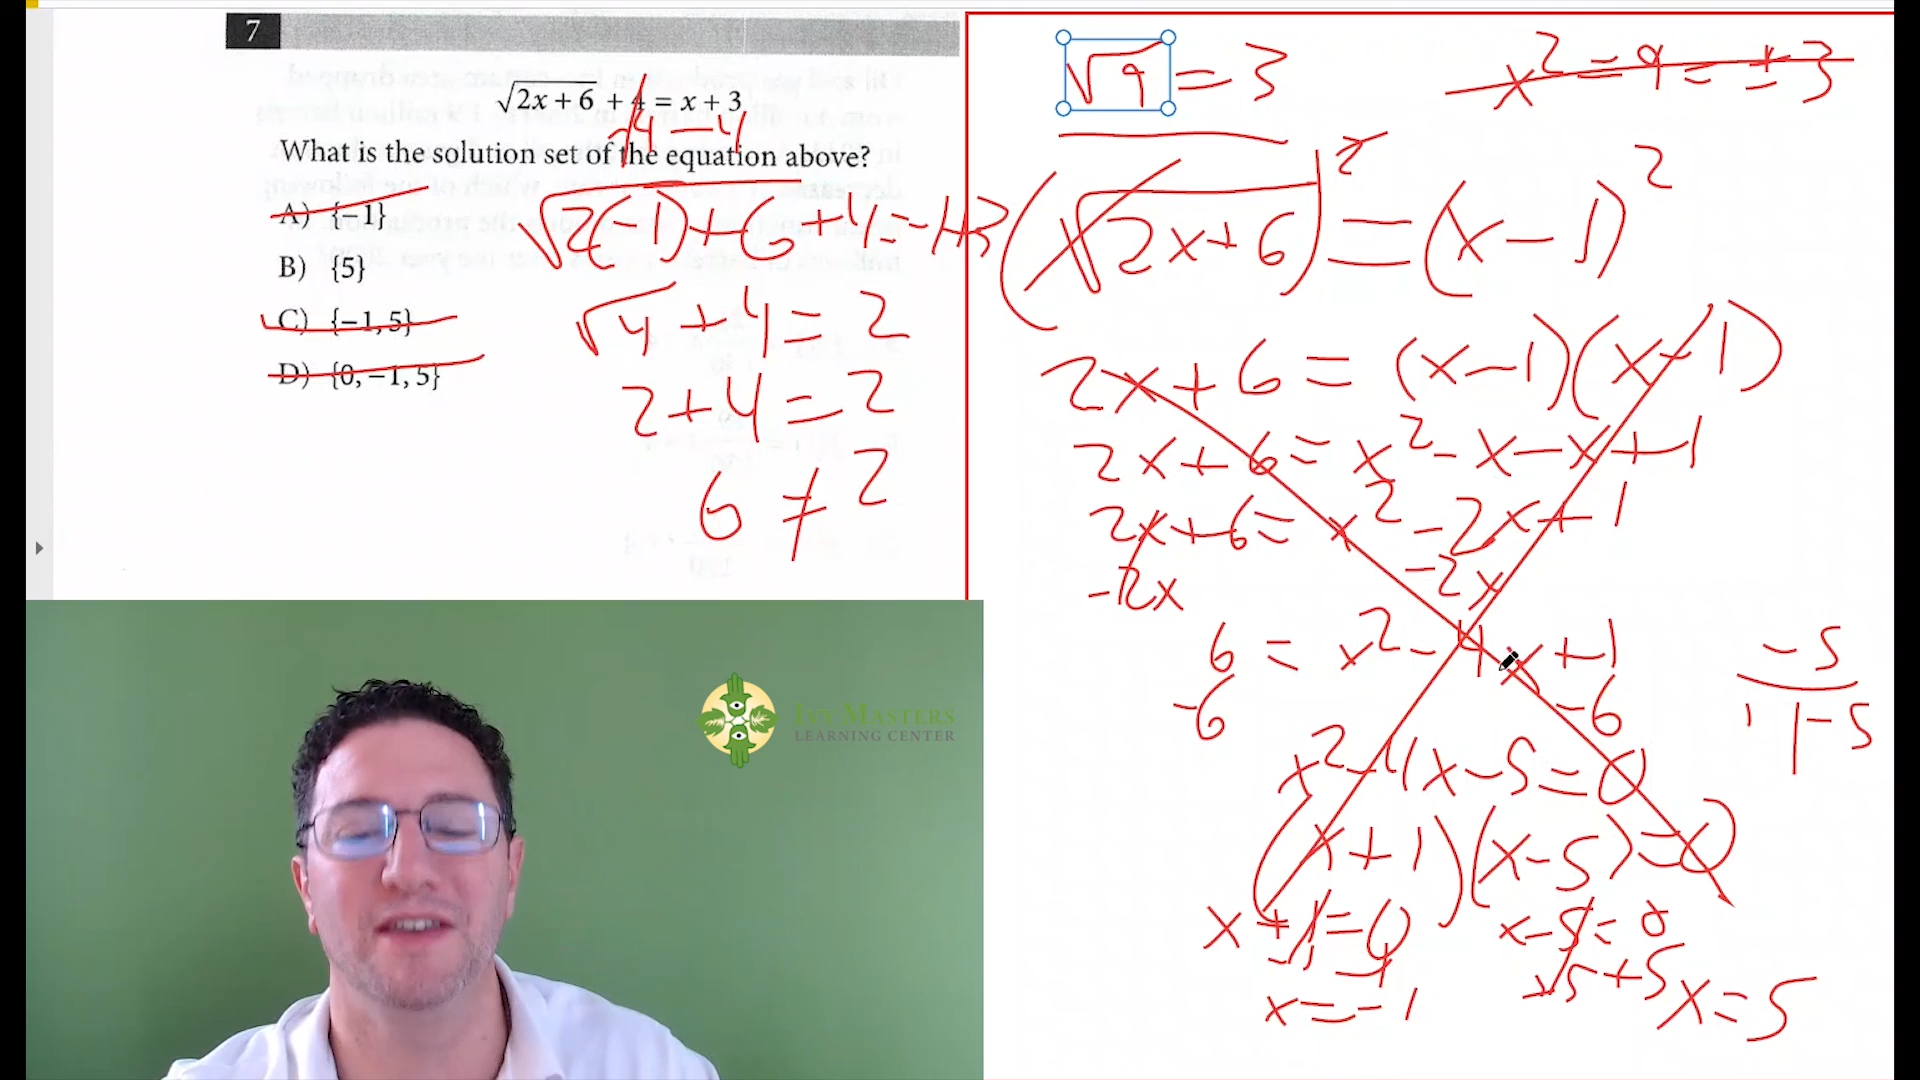 7
√2x + 6 + 4 = x + 3
-4 -4
What is the solution set of the equation above?
A) {−1}
B) {5}
C) {−1, 5}
D) {0, −1, 5}
√2(-1)+6+4=-1+3
√4+4=2
2+4=2
6≠2
√9=3
x²=9=±3
(√2x+6)²=(x-1)²
2x+6=(x-1)(x-1)
2x+6=x²-x-x+1
2x+6=x²-2x+1
-2x -2x
6=x²-4x+1
-6 -6
-5
1|-5
x²-4x-5=0
(x+1)(x-5)=0
x+1=0 x-5=0
-1 -1 +5 +5
x=-1 x=5
IVY MASTERS
LEARNING CENTER